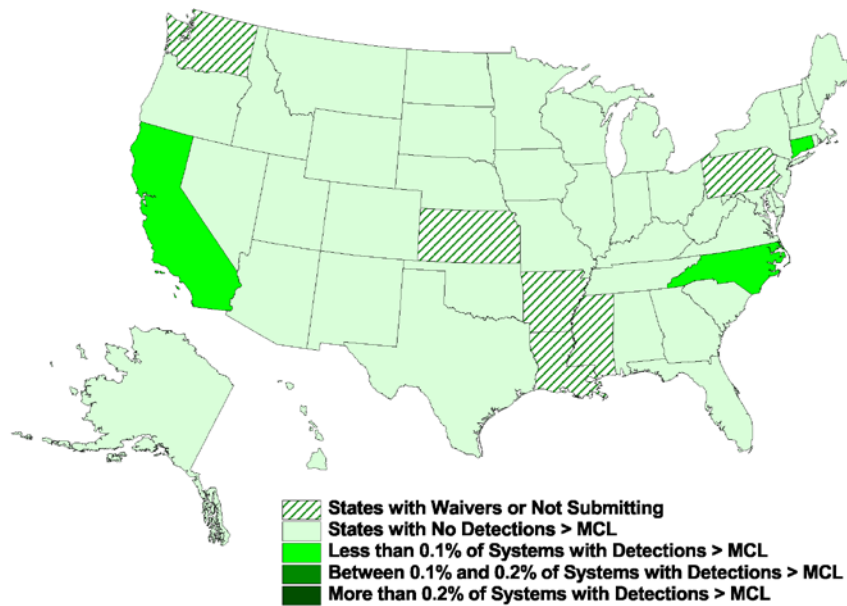 States with Waivers or Not Submitting
States with No Detections > MCL
Less than 0.1% of Systems with Detections > MCL
Between 0.1% and 0.2% of Systems with Detections > MCL
More than 0.2% of Systems with Detections > MCL